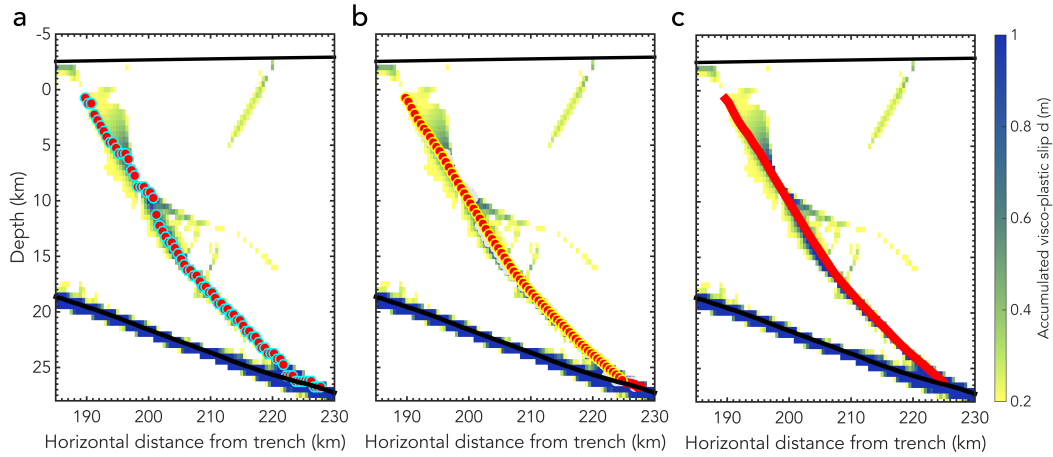 a
b
c
-5
0
5
10
15
20
25
Depth (km)
190 200 210 220 230
190 200 210 220 230
190 200 210 220 230
Horizontal distance from trench (km)
Horizontal distance from trench (km)
Horizontal distance from trench (km)
1
0.8
0.6
0.4
0.2
Accumulated visco-plastic slip d (m)